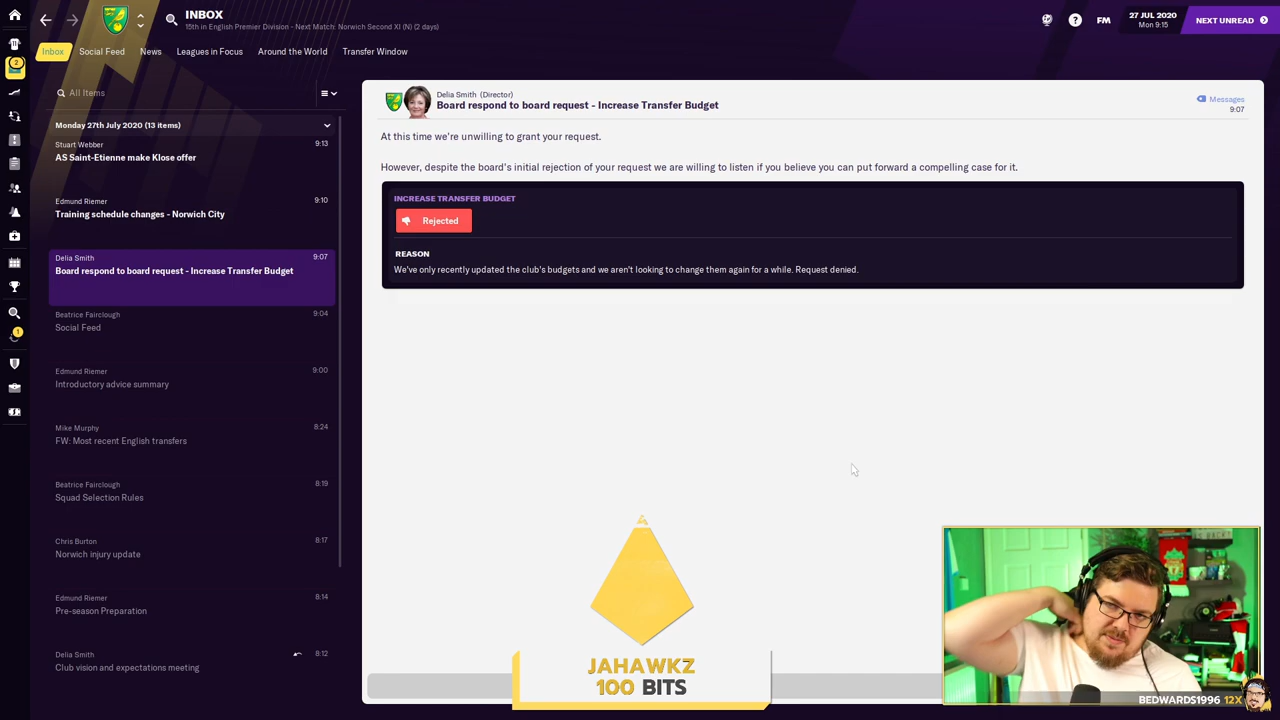 INBOX
15th in English Premier Division - Next Match: Norwich Second XI (N) (2 days)
FM
27 JUL 2020
Mon 9:15
NEXT UNREAD
Inbox
Social Feed
News
Leagues in Focus
Around the World
Transfer Window
2
1
All Items
Monday 27th July 2020 (13 items)
Stuart Webber 9:13
AS Saint-Etienne make Klose offer
Edmund Riemer 9:10
Training schedule changes - Norwich City
Delia Smith 9:07
Board respond to board request - Increase Transfer Budget
Beatrice Fairclough 9:04
Social Feed
Edmund Riemer 9:00
Introductory advice summary
Mike Murphy 8:24
FW: Most recent English transfers
Beatrice Fairclough 8:19
Squad Selection Rules
Chris Burton 8:17
Norwich injury update
Edmund Riemer 8:14
Pre-season Preparation
Delia Smith 8:12
Club vision and expectations meeting
Delia Smith (Director)
Board respond to board request - Increase Transfer Budget
Messages
9:07
At this time we're unwilling to grant your request.
However, despite the board's initial rejection of your request we are willing to listen if you believe you can put forward a compelling case for it.
INCREASE TRANSFER BUDGET
Rejected
REASON
We've only recently updated the club's budgets and we aren't looking to change them again for a while. Request denied.
JAHAWKZ
100 BITS
BEDWARDS1996 12X